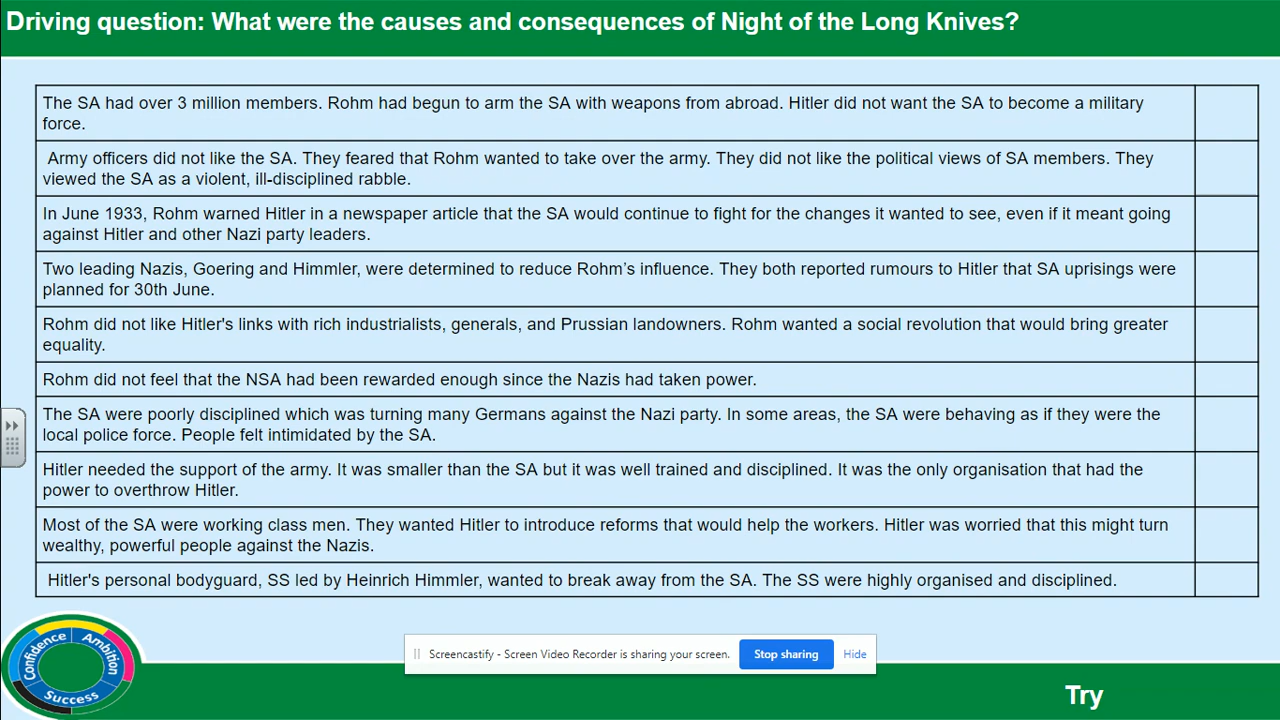 Driving question: What were the causes and consequences of Night of the Long Knives?
The SA had over 3 million members. Rohm had begun to arm the SA with weapons from abroad. Hitler did not want the SA to become a military
force.
Army officers did not like the SA. They feared that Rohm wanted to take over the army. They did not like the political views of SA members. They
viewed the SA as a violent, ill-disciplined rabble.
In June 1933, Rohm warned Hitler in a newspaper article that the SA would continue to fight for the changes it wanted to see, even if it meant going
against Hitler and other Nazi party leaders.
Two leading Nazis, Goering and Himmler, were determined to reduce Rohm's influence. They both reported rumours to Hitler that SA uprisings were
planned for 30th June.
Rohm did not like Hitler's links with rich industrialists, generals, and Prussian landowners. Rohm wanted a social revolution that would bring greater
equality.
Rohm did not feel that the NSA had been rewarded enough since the Nazis had taken power.
The SA were poorly disciplined which was turning many Germans against the Nazi party. In some areas, the SA were behaving as if they were the
local police force. People felt intimidated by the SA.
Hitler needed the support of the army. It was smaller than the SA but it was well trained and disciplined. It was the only organisation that had the
power to overthrow Hitler.
Most of the SA were working class men. They wanted Hitler to introduce reforms that would help the workers. Hitler was worried that this might turn
wealthy, powerful people against the Nazis.
Hitler's personal bodyguard, SS led by Heinrich Himmler, wanted to break away from the SA. The SS were highly organised and disciplined.
Confidence
Ambition
Success
Screencastify - Screen Video Recorder is sharing your screen.
Stop sharing
Hide
Try